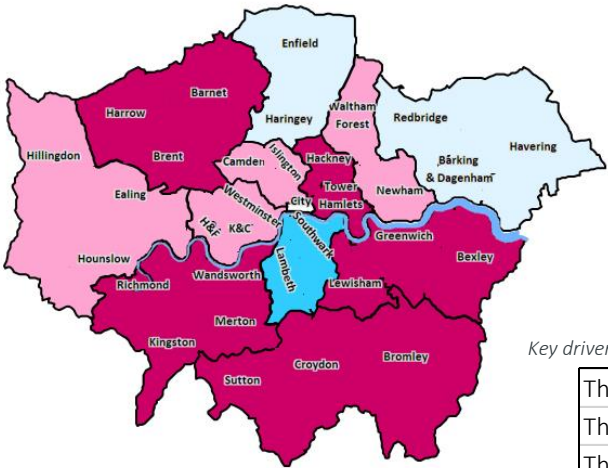 Enfield
Barnet
Harrow
Haringey
Waltham
Forest
Redbridge
Havering
Hillingdon
Brent
Camden
Islington
Hackney
Barking
& Dagenham
Ealing
Westminster
City
Tower
Hamlets
Newham
H&F
K&C
Southwark
Greenwich
Hounslow
Bexley
Richmond
Wandsworth
Lambeth
Lewisham
Merton
Kingston
Croydon
Bromley
Sutton
Key driver
Th
Th
Th